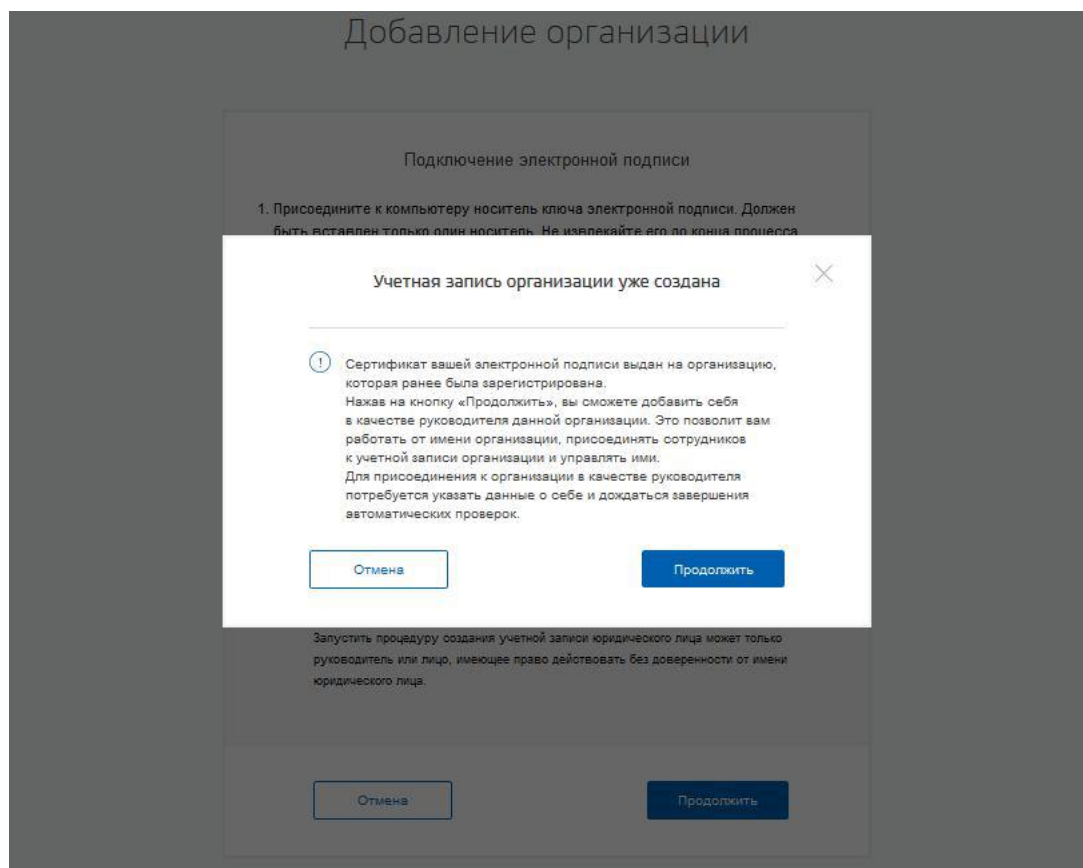 Добавление организации
Подключение электронной подписи
1. Присоедините к компьютеру носитель ключа электронной подписи. Должен
быть вставлен только один носитель. Не извлекайте его до конца процесса
Учетная запись организации уже создана
Сертификат вашей электронной подписи выдан на организацию,
которая ранее была зарегистрирована.
Нажав на кнопку «Продолжить», вы сможете добавить себя
в качестве руководителя данной организации. Это позволит вам
работать от имени организации, присоединять сотрудников
к учетной записи организации и управлять ими.
Для присоединения к организации в качестве руководителя
потребуется указать данные о себе и дождаться завершения
автоматических проверок.
Отмена
Продолжить
Запустить процедуру создания учетной записи юридического лица может только
руководитель или лицо, имеющее право действовать без доверенности от имени
юридического лица.
Отмена
Продолжить